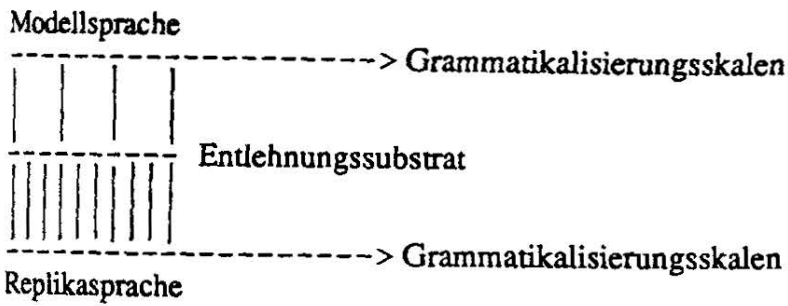 Modellsprache
Grammatikalisierungsskalen
Entlehnungssubstrat
Grammatikalisierungsskalen
Replikasprache